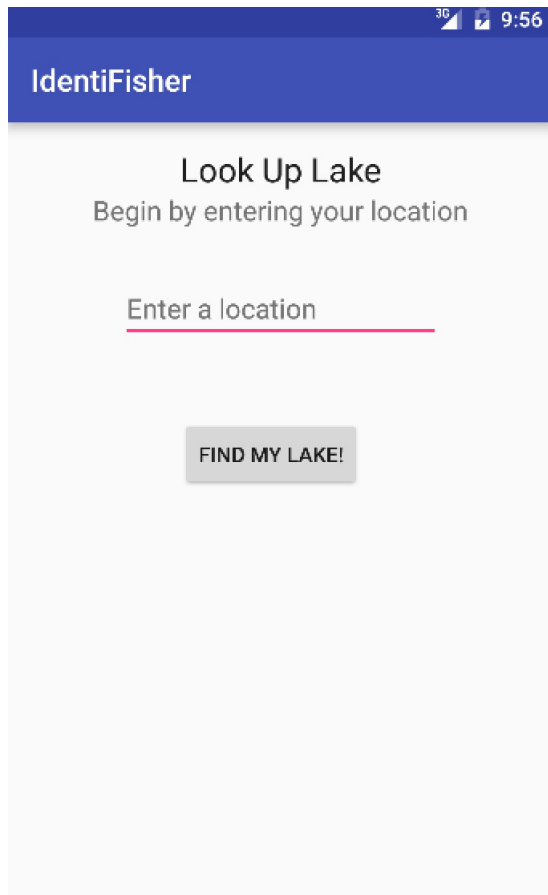 3G 9:56
IdentiFisher
Look Up Lake
Begin by entering your location
Enter a location
FIND MY LAKE!